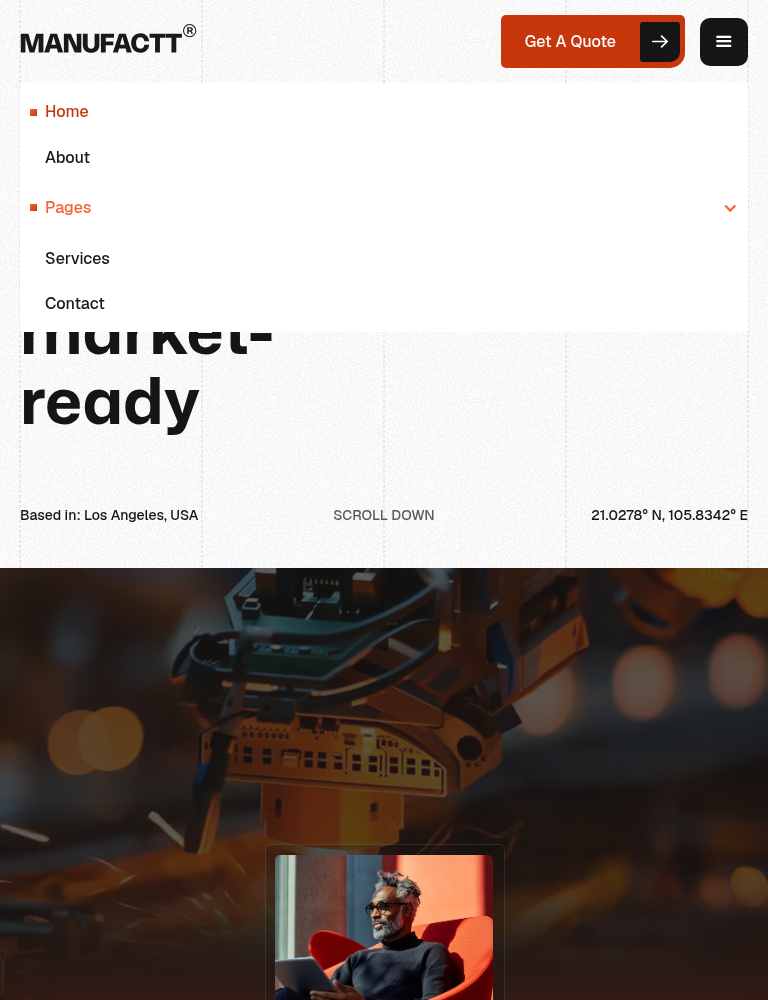 MANUFACTT®
Get A Quote
Home
About
Pages
Services
Contact
market-
ready
Based in: Los Angeles, USA
SCROLL DOWN
21.0278° N, 105.8342° E